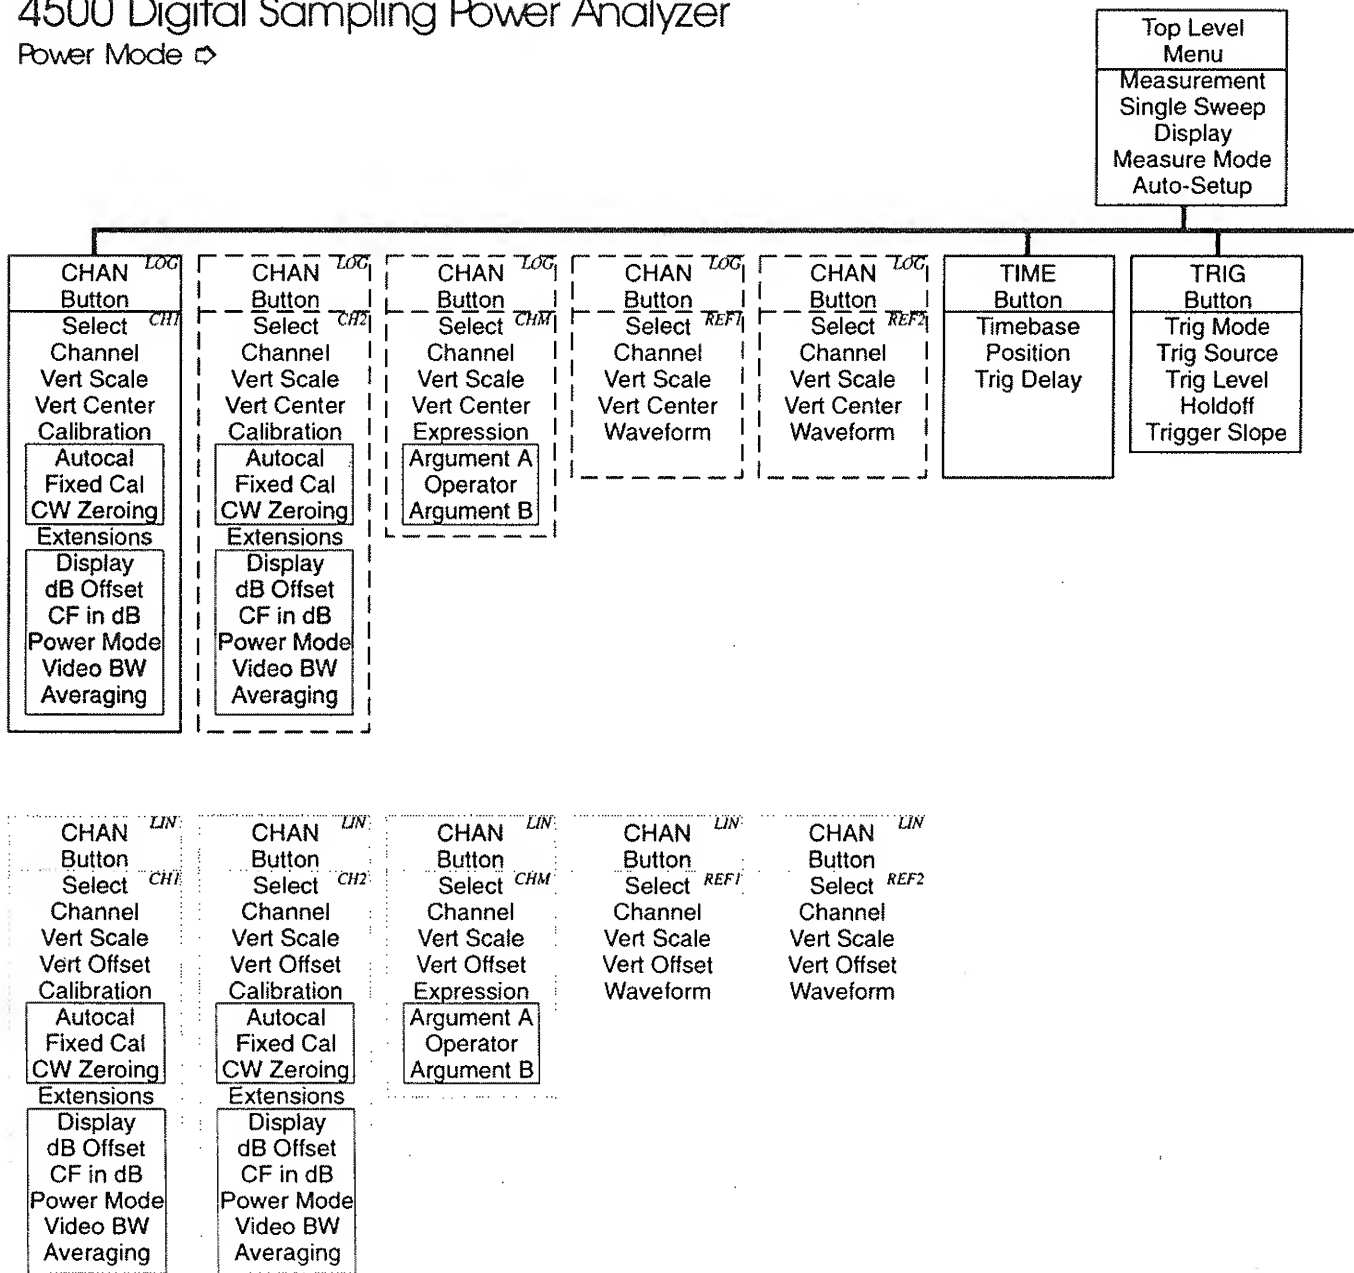 4500 Digital Sampling Power Analyzer
Power Mode ➩
Top Level
Menu
Measurement
Single Sweep
Display
Measure Mode
Auto-Setup
CHAN LOG
Button
Select CH1
Channel
Vert Scale
Vert Center
Calibration
Autocal
Fixed Cal
CW Zeroing
Extensions
Display
dB Offset
CF in dB
Power Mode
Video BW
Averaging
CHAN LOG
Button
Select CH2
Channel
Vert Scale
Vert Center
Calibration
Autocal
Fixed Cal
CW Zeroing
Extensions
Display
dB Offset
CF in dB
Power Mode
Video BW
Averaging
CHAN LOG
Button
Select CHM
Channel
Vert Scale
Vert Center
Expression
Argument A
Operator
Argument B
CHAN LOG
Button
Select REF1
Channel
Vert Scale
Vert Center
Waveform
CHAN LOG
Button
Select REF2
Channel
Vert Scale
Vert Center
Waveform
TIME
Button
Timebase
Position
Trig Delay
TRIG
Button
Trig Mode
Trig Source
Trig Level
Holdoff
Trigger Slope
CHAN LIN
Button
Select CH1
Channel
Vert Scale
Vert Offset
Calibration
Autocal
Fixed Cal
CW Zeroing
Extensions
Display
dB Offset
CF in dB
Power Mode
Video BW
Averaging
CHAN LIN
Button
Select CH2
Channel
Vert Scale
Vert Offset
Calibration
Autocal
Fixed Cal
CW Zeroing
Extensions
Display
dB Offset
CF in dB
Power Mode
Video BW
Averaging
CHAN LIN
Button
Select CHM
Channel
Vert Scale
Vert Offset
Expression
Argument A
Operator
Argument B
CHAN LIN
Button
Select REF1
Channel
Vert Scale
Vert Offset
Waveform
CHAN LIN
Button
Select REF2
Channel
Vert Scale
Vert Offset
Waveform